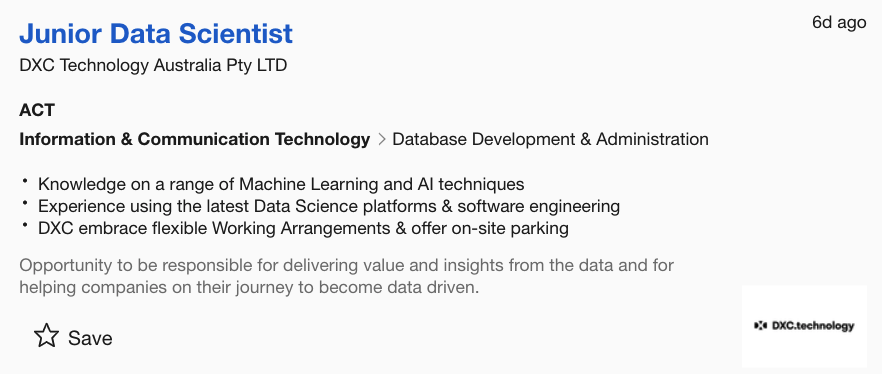 Junior Data Scientist
6d ago
DXC Technology Australia Pty LTD
ACT
Information & Communication Technology > Database Development & Administration
• Knowledge on a range of Machine Learning and AI techniques
• Experience using the latest Data Science platforms & software engineering
• DXC embrace flexible Working Arrangements & offer on-site parking
Opportunity to be responsible for delivering value and insights from the data and for
helping companies on their journey to become data driven.
Save
DXC.technology